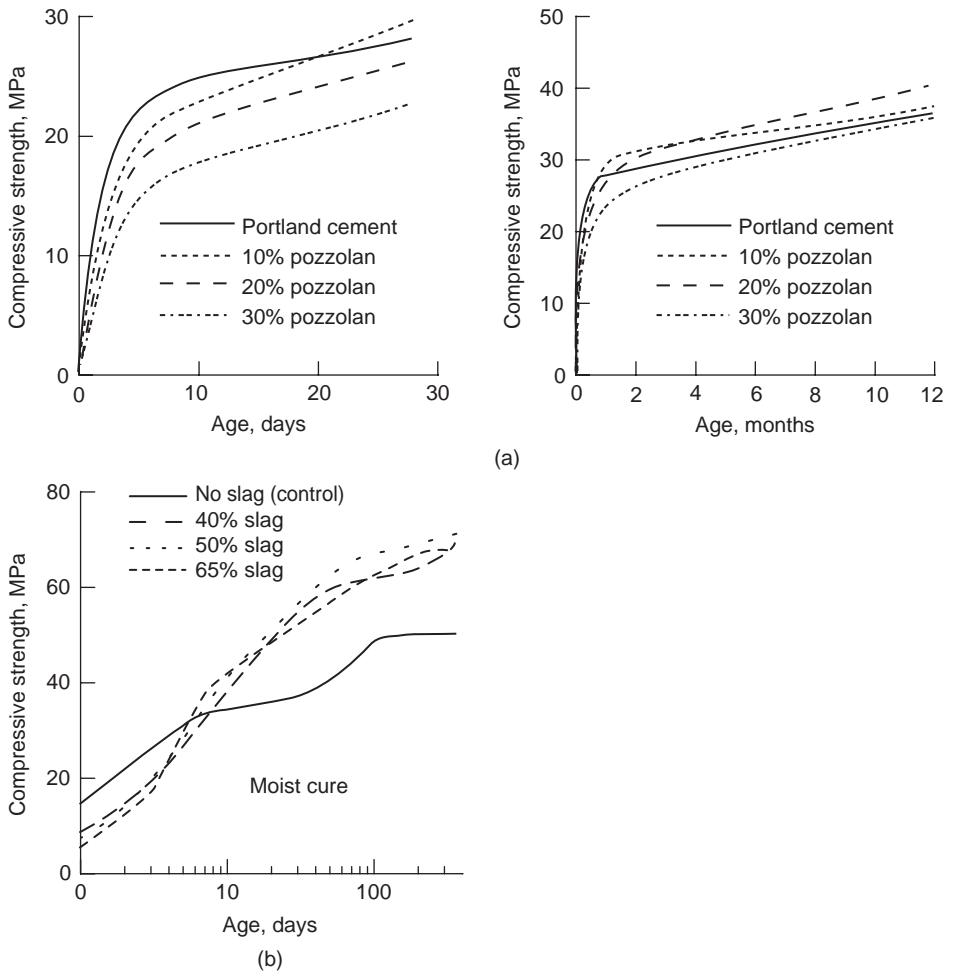 30
20
10
0
0
10
20
30
Compressive strength, MPa
Age, days
Portland cement
10% pozzolan
20% pozzolan
30% pozzolan
50
40
30
20
10
0
0
2
4
6
8
10
12
Compressive strength, MPa
Age, months
Portland cement
10% pozzolan
20% pozzolan
30% pozzolan
(a)
80
60
40
20
0
0
10
100
Compressive strength, MPa
Age, days
No slag (control)
40% slag
50% slag
65% slag
Moist cure
(b)